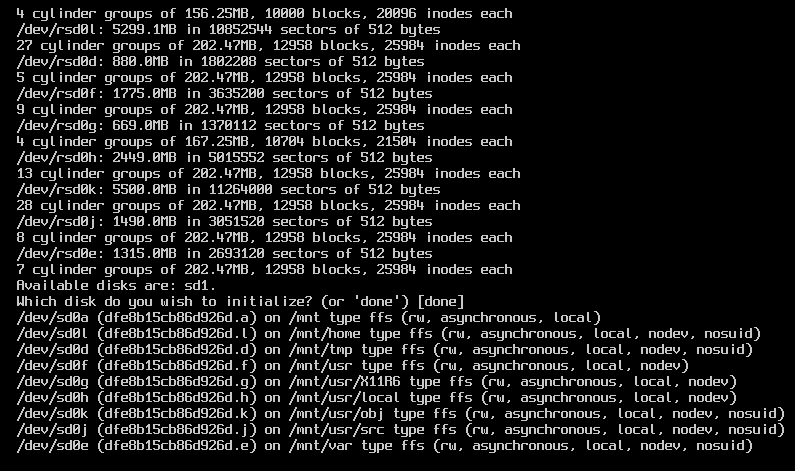 4 cylinder groups of 156.25MB, 10000 blocks, 20096 inodes each
/dev/rsd0l: 5299.1MB in 10852544 sectors of 512 bytes
27 cylinder groups of 202.47MB, 12958 blocks, 25984 inodes each
/dev/rsd0d: 880.0MB in 1802208 sectors of 512 bytes
5 cylinder groups of 202.47MB, 12958 blocks, 25984 inodes each
/dev/rsd0f: 1775.0MB in 3635200 sectors of 512 bytes
9 cylinder groups of 202.47MB, 12958 blocks, 25984 inodes each
/dev/rsd0g: 669.0MB in 1370112 sectors of 512 bytes
4 cylinder groups of 167.25MB, 10704 blocks, 21504 inodes each
/dev/rsd0h: 2449.0MB in 5015552 sectors of 512 bytes
13 cylinder groups of 202.47MB, 12958 blocks, 25984 inodes each
/dev/rsd0k: 5500.0MB in 11264000 sectors of 512 bytes
28 cylinder groups of 202.47MB, 12958 blocks, 25984 inodes each
/dev/rsd0j: 1490.0MB in 3051520 sectors of 512 bytes
8 cylinder groups of 202.47MB, 12958 blocks, 25984 inodes each
/dev/rsd0e: 1315.0MB in 2693120 sectors of 512 bytes
7 cylinder groups of 202.47MB, 12958 blocks, 25984 inodes each
Available disks are: sd1.
Which disk do you wish to initialize? (or 'done') [done]
/dev/sd0a (dfe8b15cb86d926d.a) on /mnt type ffs (rw, asynchronous, local)
/dev/sd0l (dfe8b15cb86d926d.l) on /mnt/home type ffs (rw, asynchronous, local, nodev, nosuid)
/dev/sd0d (dfe8b15cb86d926d.d) on /mnt/tmp type ffs (rw, asynchronous, local, nodev, nosuid)
/dev/sd0f (dfe8b15cb86d926d.f) on /mnt/usr type ffs (rw, asynchronous, local, nodev)
/dev/sd0g (dfe8b15cb86d926d.g) on /mnt/usr/X11R6 type ffs (rw, asynchronous, local, nodev)
/dev/sd0h (dfe8b15cb86d926d.h) on /mnt/usr/local type ffs (rw, asynchronous, local, nodev)
/dev/sd0k (dfe8b15cb86d926d.k) on /mnt/usr/obj type ffs (rw, asynchronous, local, nodev, nosuid)
/dev/sd0j (dfe8b15cb86d926d.j) on /mnt/usr/src type ffs (rw, asynchronous, local, nodev, nosuid)
/dev/sd0e (dfe8b15cb86d926d.e) on /mnt/var type ffs (rw, asynchronous, local, nodev, nosuid)